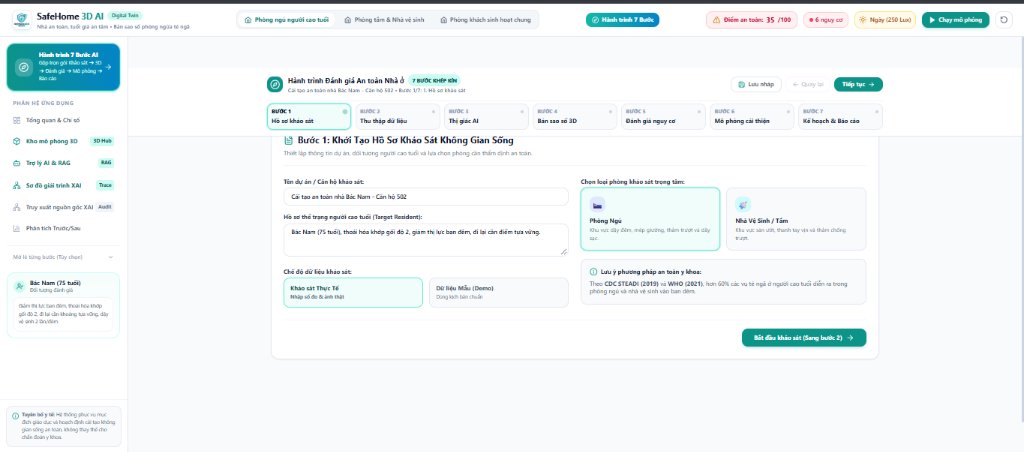 SafeHome 3D AI Digital Twin
Nhà an toàn, tuổi già an tâm • Bản sao số phòng ngừa té ngã
Phòng ngủ người cao tuổi
Phòng tắm & Nhà vệ sinh
Phòng khách sinh hoạt chung
Hành trình 7 Bước
Điểm an toàn: 35 /100
6 nguy cơ
Ngày (250 Lux)
Chạy mô phỏng
Hành trình 7 Bước AI
Gộp trọn gói Khảo sát → 3D
→ Đánh giá → Mô phỏng →
Báo cáo
PHÂN HỆ ỨNG DỤNG
Tổng quan & Chỉ số
Kho mô phỏng 3D 3D Hub
Trợ lý AI & RAG RAG
Sơ đồ giải trình XAI Trace
Truy xuất nguồn gốc XAI Audit
Phân tích Trước/Sau
Mô tả từng bước (Tùy chọn)
Bác Nam (75 tuổi)
Đối tượng đánh giá
Giảm thị lực ban đêm, thoái hóa khớp
gối độ 2, đi lại cần khoảng tựa vững, dậy
vệ sinh 2 lần/đêm
Tuyên bố y tế: Hệ thống phục vụ mục
đích giáo dục và hoạch định cải tạo không
gian sống an toàn, không thay thế cho
chẩn đoán y khoa.
Hành trình Đánh giá An toàn Nhà ở 7 BƯỚC KHÉP KÍN
Cải tạo an toàn nhà Bác Nam - Căn hộ 502 • Bước 1/7: 1. Hồ sơ khảo sát
Lưu nháp
← Quay lại
Tiếp tục →
BƯỚC 1
Hồ sơ khảo sát
BƯỚC 2
Thu thập dữ liệu
BƯỚC 3
Thị giác AI
BƯỚC 4
Bản sao số 3D
BƯỚC 5
Đánh giá nguy cơ
BƯỚC 6
Mô phỏng cải thiện
BƯỚC 7
Kế hoạch & Báo cáo
Bước 1: Khởi Tạo Hồ Sơ Khảo Sát Không Gian Sống
Thiết lập thông tin dự án, đối tượng người cao tuổi và lựa chọn phòng cần thẩm định an toàn.
Tên dự án / Căn hộ khảo sát:
Cải tạo an toàn nhà Bác Nam - Căn hộ 502
Hồ sơ thể trạng người cao tuổi (Target Resident):
Bác Nam (75 tuổi), thoái hóa khớp gối độ 2, giảm thị lực ban đêm, đi lại cần điểm tựa vững.
Chế độ dữ liệu khảo sát:
Khảo sát Thực Tế
Nhập số đo & ảnh thật
Dữ liệu Mẫu (Demo)
Dùng kịch bản chuẩn
Chọn loại phòng khảo sát trọng tâm:
Phòng Ngủ
Khu vực dậy đêm, mép giường, thảm trượt và dây
sạc.
Nhà Vệ Sinh / Tắm
Khu vực sàn ướt, thanh tay vịn và thảm chống
trượt.
Lưu ý phương pháp an toàn y khoa:
Theo CDC STEADI (2019) và WHO (2021), hơn 60% các vụ té ngã ở người cao tuổi diễn ra trong
phòng ngủ và nhà vệ sinh vào ban đêm.
Bắt đầu khảo sát (Sang bước 2) →